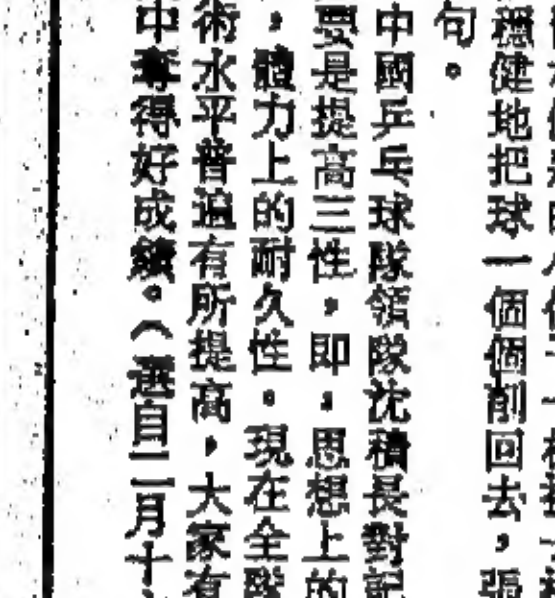 穩健地把球一個個削回去,張
句。
中國乒乓球隊領隊沈積長對記
要是提高三性,即:思想上的
,體力上的耐久性。現在全隊
術水平普遍有所提高,大家有
中奪得好成績。(選自二月十